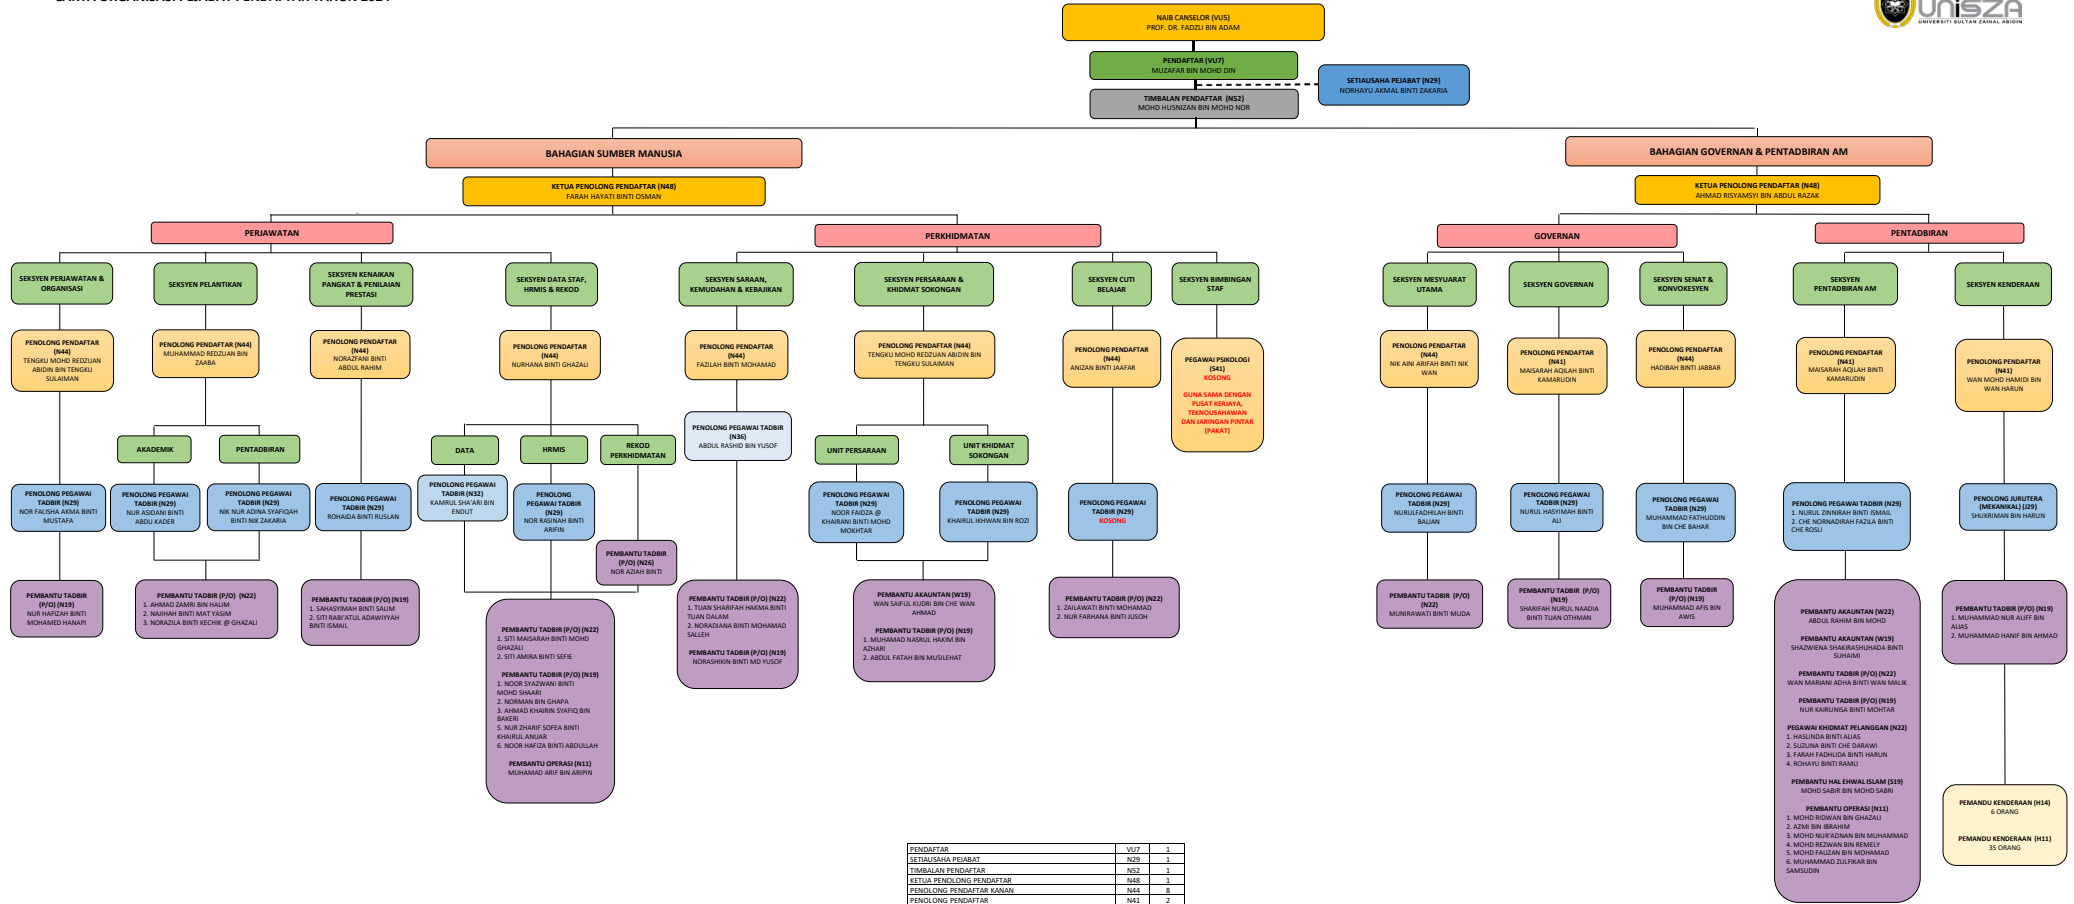 NAIB CANSELOR (VU5)
PROF. DR. FADZLI BIN ADAM
UniSZA
UNIVERSITI SULTAN ZAINAL ABIDIN
PENDAFTAR (VU7)
MUZAFAR BIN MOHD DIN
SETIAUSAHA PEJABAT (N29)
NORHAYU AKMAL BINTI ZAKARIA
TIMBALAN PENDAFTAR (N52)
MOHD HUSNIZAN BIN MOHD NOR
BAHAGIAN SUMBER MANUSIA
KETUA PENOLONG PENDAFTAR (N48)
FARAH HAYATI BINTI OSMAN
BAHAGIAN GOVERNAN & PENTADBIRAN AM
KETUA PENOLONG PENDAFTAR (N48)
AHMAD RISYAMSYI BIN ABDUL RAZAK
PERJAWATAN
PERKHIDMATAN
GOVERNAN
PENTADBIRAN
SEKSYEN PERJAWATAN &
ORGANISASI
SEKSYEN PELANTIKAN
SEKSYEN KENAIKAN
PANGKAT & PENILAIAN
PRESTASI
SEKSYEN DATA STAF,
HRMIS & REKOD
SEKSYEN SARAAN,
KEMUDAHAN & KEBAJIKAN
SEKSYEN PERSARAAN &
KHIDMAT SOKONGAN
SEKSYEN CUTI
BELAJAR
SEKSYEN BIMBINGAN
STAF
SEKSYEN MESYUARAT
UTAMA
SEKSYEN GOVERNAN
SEKSYEN SENAT &
KONVOKESYEN
SEKSYEN
PENTADBIRAN AM
SEKSYEN KENDERAAN
PENOLONG PENDAFTAR
(N44)
TENGKU MOHD REDZUAN
ABIDIN BIN TENGKU
SULAIMAN
PENOLONG PENDAFTAR (N44)
MUHAMMAD REDZUAN BIN
ZAABA
PENOLONG PENDAFTAR
(N44)
NORAZFANI BINTI
ABDUL RAHIM
PENOLONG PENDAFTAR
(N44)
NURHANA BINTI GHAZALI
PENOLONG PENDAFTAR
(N44)
FAZILAH BINTI MOHAMAD
PENOLONG PENDAFTAR (N44)
TENGKU MOHD REDZUAN ABIDIN BIN
TENGKU SULAIMAN
PENOLONG PENDAFTAR
(N44)
ANIZAN BINTI JAAFAR
PEGAWAI PSIKOLOGI
(S41)
KOSONG
GUNA SAMA DENGAN
PUSAT KERJAYA,
TEKNOUSAHAWAN
DAN JARINGAN PINTAR
(PAKAT)
PENOLONG PENDAFTAR
(N44)
NIK AINI ARIFAH BINTI NIK
WAN
PENOLONG PENDAFTAR
(N41)
MAISARAH AQILAH BINTI
KAMARUDIN
PENOLONG PENDAFTAR
(N44)
HADIBAH BINTI JABBAR
PENOLONG PENDAFTAR
(N41)
MAISARAH AQILAH BINTI
KAMARUDIN
PENOLONG PENDAFTAR
(N41)
WAN MOHD HAMIDI BIN
WAN HARUN
AKADEMIK
PENTADBIRAN
DATA
HRMIS
REKOD
PERKHIDMATAN
PENOLONG PEGAWAI TADBIR
(N36)
ABDUL RASHID BIN YUSOF
UNIT PERSARAAN
UNIT KHIDMAT
SOKONGAN
PENOLONG PEGAWAI
TADBIR (N29)
NOR FALISHA AKMA BINTI
MUSTAFA
PENOLONG PEGAWAI
TADBIR (N29)
NUR ASIDANI BINTI
ABDU KADER
PENOLONG PEGAWAI
TADBIR (N29)
NIK NUR ADINA SYAFIQAH
BINTI NIK ZAKARIA
PENOLONG PEGAWAI
TADBIR (N29)
ROHAIDA BINTI RUSLAN
PENOLONG PEGAWAI
TADBIR (N32)
KAMRUL SHA'ARI BIN
ENDUT
PENOLONG
PEGAWAI TADBIR
(N29)
NOR RASINAH BINTI
ARIFIN
PEMBANTU TADBIR
(P/O) (N26)
NOR AZIAH BINTI
PENOLONG PEGAWAI
TADBIR (N29)
NOOR FAIDZA @
KHAIRANI BINTI MOHD
MOKHTAR
PENOLONG PEGAWAI
TADBIR (N29)
KHAIRUL IKHWAN BIN ROZI
PENOLONG PEGAWAI
TADBIR (N29)
KOSONG
PENOLONG PEGAWAI
TADBIR (N29)
NURULFADHILAH BINTI
BALIAN
PENOLONG PEGAWAI
TADBIR (N29)
NURUL HASYIMAH BINTI
ALI
PENOLONG PEGAWAI
TADBIR (N29)
MUHAMMAD FATHUDDIN
BIN CHE BAHAR
PENOLONG PEGAWAI TADBIR (N29)
1. NURUL ZINNIRAH BINTI ISMAIL
2. CHE NORNADIRAH FAZILA BINTI
CHE ROSLI
PENOLONG JURUTERA
(MEKANIKAL) (J29)
SHUKRIMAN BIN HARUN
PEMBANTU TADBIR
(P/O) (N19)
NUR HAFIZAH BINTI
MOHAMED HANAPI
PEMBANTU TADBIR (P/O) (N22)
1. AHMAD ZAMRI BIN HALIM
2. NAJIHAH BINTI MAT YASIM
3. NORAZILA BINTI KECHIK @ GHAZALI
PEMBANTU TADBIR (P/O) (N19)
1. SAHASYIMAH BINTI SALIM
2. SITI RABI'ATUL ADAWIYYAH
BINTI ISMAIL
PEMBANTU TADBIR (P/O) (N22)
1. SITI MAISARAH BINTI MOHD
GHAZALI
2. SITI AMIRA BINTI SEFIE
PEMBANTU TADBIR (P/O) (N19)
1. NOOR SYAZWANI BINTI
MOHD SHAARI
2. NORMAN BIN GHAPA
3. AHMAD KHAIRIN SYAFIQ BIN
BAKERI
5. NUR ZHARIF SOFEA BINTI
KHAIRUL ANUAR
6. NOOR HAFIZA BINTI ABDULLAH
PEMBANTU OPERASI (N11)
MUHAMAD ARIF BIN ARIPIN
PEMBANTU TADBIR (P/O) (N22)
1. TUAN SHARIFAH HAKMA BINTI
TUAN DALAM
2. NORADIANA BINTI MOHAMAD
SALLEH
PEMBANTU TADBIR (P/O) (N19)
NORASHIKIN BINTI MD YUSOF
PEMBANTU AKAUNTAN (W19)
WAN SAIFUL KUDRI BIN CHE WAN
AHMAD
PEMBANTU TADBIR (P/O) (N19)
1. MUHAMAD NASRUL HAKIM BIN
AZHARI
2. ABDUL FATAH BIN MUSILEHAT
PEMBANTU TADBIR (P/O) (N22)
1. ZAILAWATI BINTI MOHAMAD
2. NUR FARHANA BINTI JUSOH
PEMBANTU TADBIR (P/O)
(N22)
MUNIRAWATI BINTI MUDA
PEMBANTU TADBIR (P/O)
(N19)
SHARIFAH NURUL NAADIA
BINTI TUAN OTHMAN
PEMBANTU TADBIR
(P/O) (N19)
MUHAMMAD AFIS BIN
AWIS
PEMBANTU AKAUNTAN (W22)
ABDUL RAHIM BIN MOHD
PEMBANTU AKAUNTAN (W19)
SHAZWIENA SHAKIRASHUHADA BINTI
SUHAIMI
PEMBANTU TADBIR (P/O) (N22)
WAN MARIANI ADHA BINTI WAN MALIK
PEMBANTU TADBIR (P/O) (N19)
NUR KAIRUNISA BINTI MOHTAR
PEGAWAI KHIDMAT PELANGGAN (N22)
1. HASLINDA BINTI ALIAS
2. SUZLINA BINTI CHE DARAWI
3. FARAH FADHLIDA BINTI HARUN
4. ROHAYU BINTI RAMLI
PEMBANTU HAL EHWAL ISLAM (S19)
MOHD SABIR BIN MOHD SABRI
PEMBANTU OPERASI (N11)
1. MOHD RIDWAN BIN GHAZALI
2. AZMI BIN IBRAHIM
3. MOHD NUR'ADNAN BIN MUHAMMAD
4. MOHD REZWAN BIN REMELY
5. MOHD FAUZAN BIN MOHAMAD
6. MUHAMMAD ZULFIKAR BIN
SAMSUDIN
PEMBANTU TADBIR (P/O) (N19)
1. MUHAMMAD NUR ALIFF BIN
ALIAS
2. MUHAMMAD HANIF BIN AHMAD
PEMANDU KENDERAAN (H14)
6 ORANG
PEMANDU KENDERAAN (H11)
35 ORANG
PENDAFTAR VU7 1
SETIAUSAHA PEJABAT N29 1
TIMBALAN PENDAFTAR N52 1
KETUA PENOLONG PENDAFTAR N48 1
PENOLONG PENDAFTAR KANAN N44 8
PENOLONG PENDAFTAR N41 2